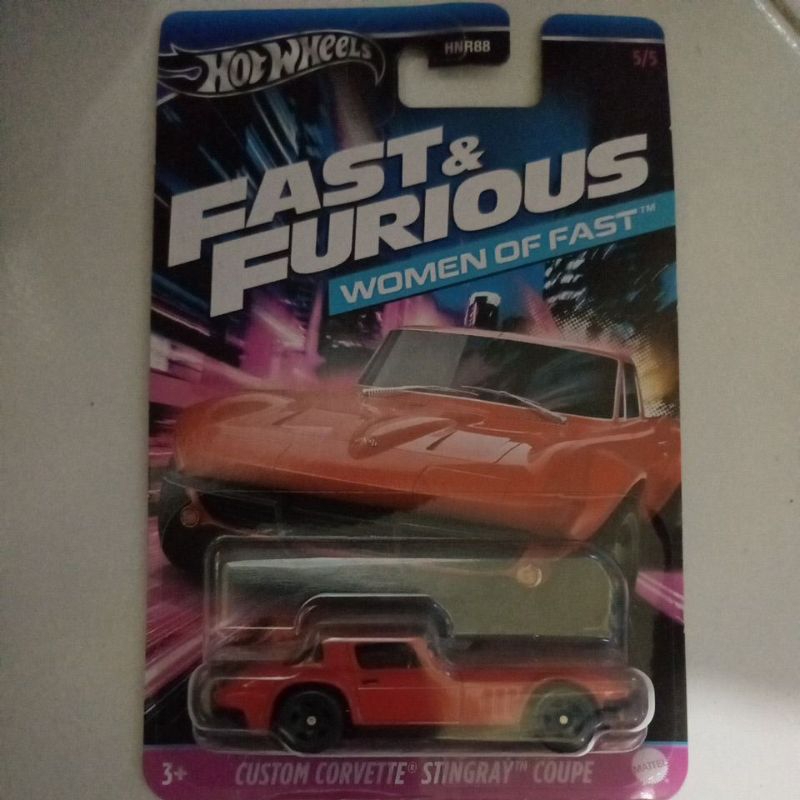 HOT WHEELS
HNR88
5/5
FAST &
FURIOUS
WOMEN OF FAST™
3+
CUSTOM CORVETTE® STINGRAY™ COUPE
MATTEL